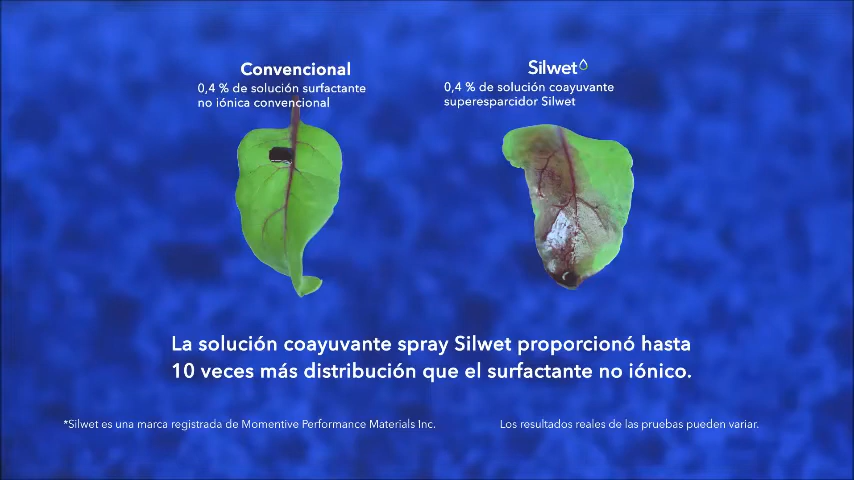 Convencional
0,4 % de solución surfactante
no iónica convencional
Silwet
0,4 % de solución coayuvante
superesparcidor Silwet
La solución coayuvante spray Silwet proporcionó hasta
10 veces más distribución que el surfactante no iónico.
*Silwet es una marca registrada de Momentive Performance Materials Inc.
Los resultados reales de las pruebas pueden variar.